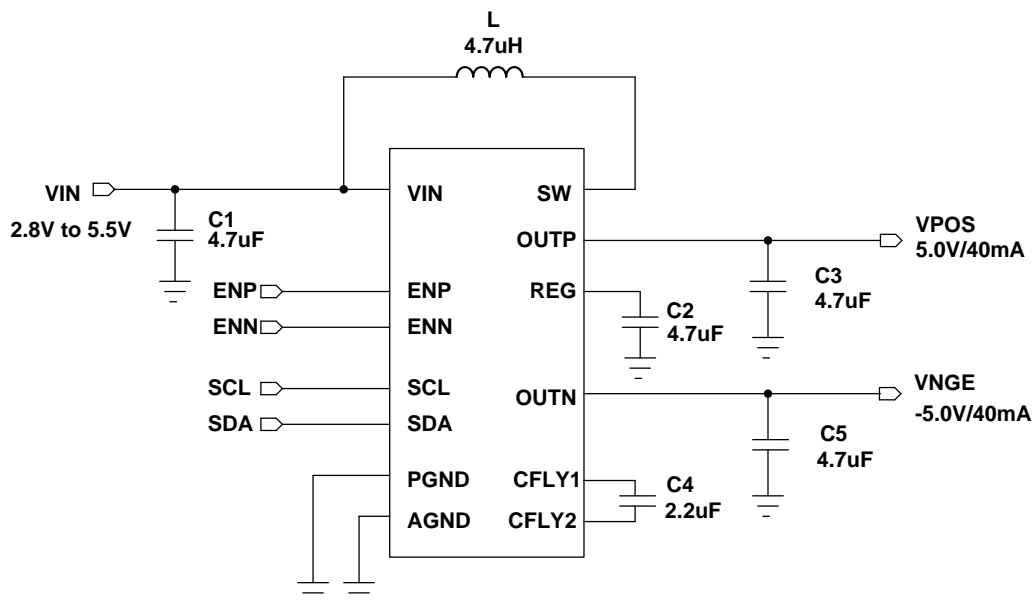 L
4.7uH
VIN
2.8V to 5.5V
C1
4.7uF
ENP
ENN
SCL
SDA
VIN
ENP
ENN
SCL
SDA
PGND
AGND
SW
OUTP
REG
OUTN
CFLY1
CFLY2
C2
4.7uF
C3
4.7uF
VPOS
5.0V/40mA
VNGE
-5.0V/40mA
C5
4.7uF
C4
2.2uF